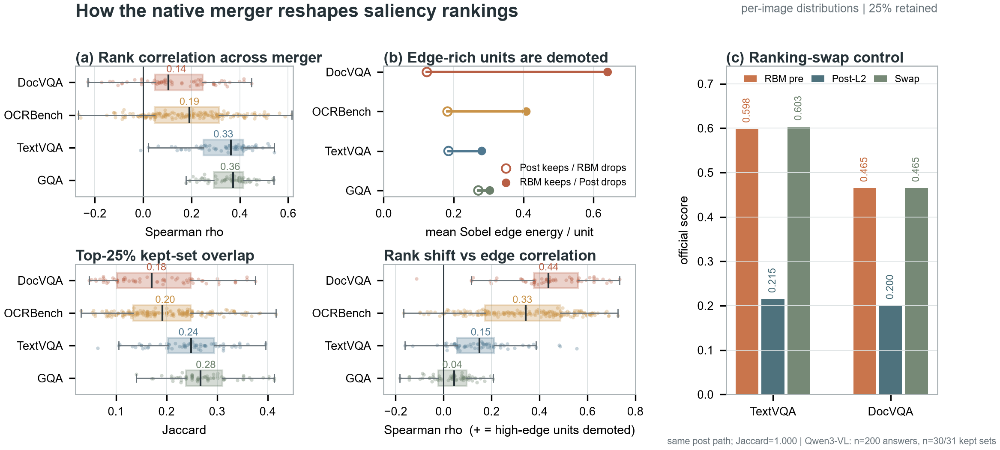 How the native merger reshapes saliency rankings
per-image distributions | 25% retained
(a) Rank correlation across merger
DocVQA
OCRBench
TextVQA
GQA
0.14
0.19
0.33
0.36
−0.2 0.0 0.2 0.4 0.6
Spearman rho
(b) Edge-rich units are demoted
DocVQA
OCRBench
TextVQA
GQA
Post keeps / RBM drops
RBM keeps / Post drops
0.0 0.2 0.4 0.6
mean Sobel edge energy / unit
(c) Ranking-swap control
RBM pre Post-L2 Swap
0.7
0.6
0.5
0.4
0.3
0.2
0.1
0.0
official score
0.598
0.215
0.603
0.465
0.200
0.465
TextVQA DocVQA
Top-25% kept-set overlap
DocVQA
OCRBench
TextVQA
GQA
0.18
0.20
0.24
0.28
0.1 0.2 0.3 0.4
Jaccard
Rank shift vs edge correlation
DocVQA
OCRBench
TextVQA
GQA
0.44
0.33
0.15
0.04
−0.2 0.0 0.2 0.4 0.6 0.8
Spearman rho (+ = high-edge units demoted)
same post path; Jaccard=1.000 | Qwen3-VL: n=200 answers, n=30/31 kept sets